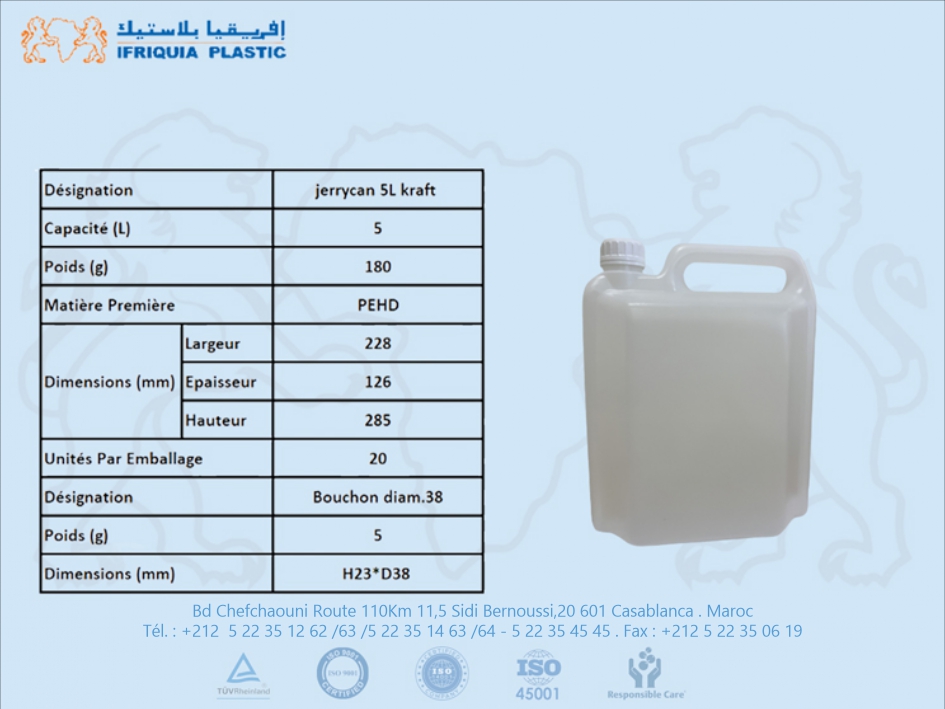 إفريقيا بلاستيك
IFRIQUIA PLASTIC
Désignation jerrycan 5L kraft
Capacité (L) 5
Poids (g) 180
Matière Première PEHD
Dimensions (mm) Largeur 228
Epaisseur 126
Hauteur 285
Unités Par Emballage 20
Désignation Bouchon diam.38
Poids (g) 5
Dimensions (mm) H23*D38
Bd Chefchaouni Route 110Km 11,5 Sidi Bernoussi,20 601 Casablanca . Maroc
Tél. : +212 5 22 35 12 62 /63 /5 22 35 14 63 /64 - 5 22 35 45 45 . Fax : +212 5 22 35 06 19
TÜVRheinland
ISO 9001
ISO 9001
CERTIFIED
CERTIFIED
ISO
COMPANY
ISO
45001
Responsible Care